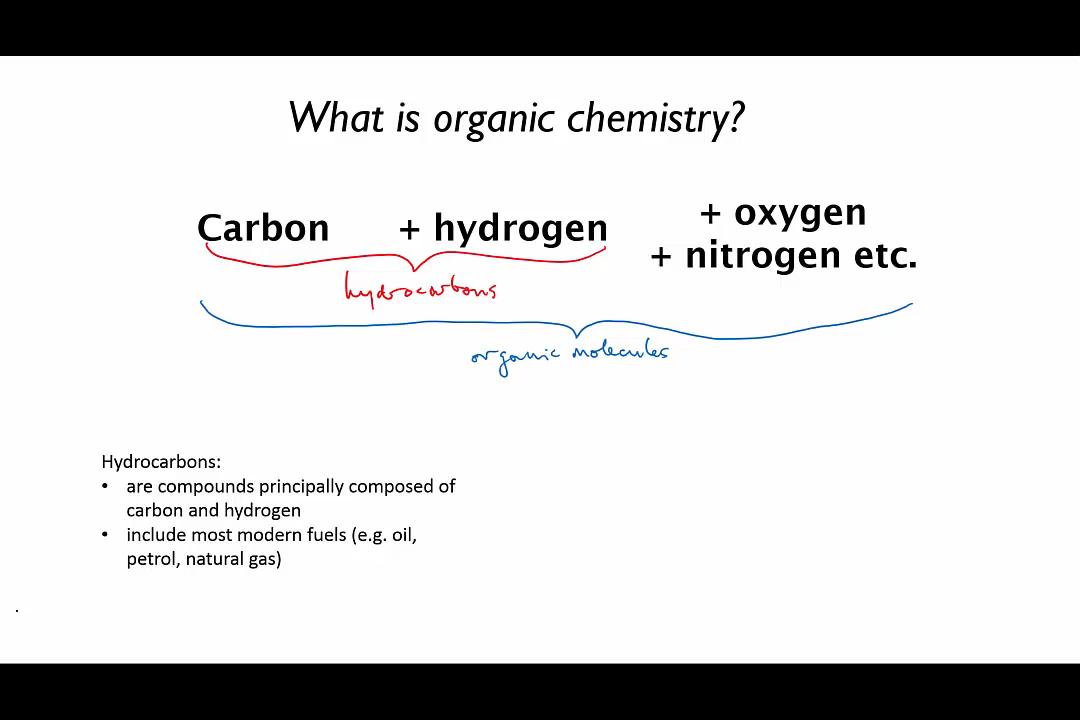 What is organic chemistry?
Carbon + hydrogen
+ oxygen
+ nitrogen etc.
hydrocarbons
organic molecules
Hydrocarbons:
• are compounds principally composed of
carbon and hydrogen
• include most modern fuels (e.g. oil,
petrol, natural gas)